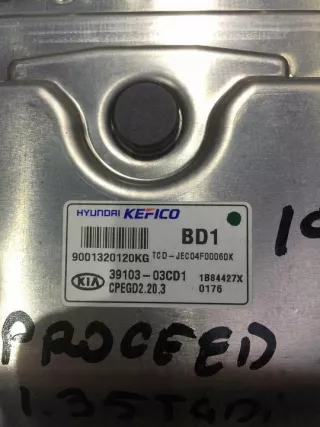 HYUNDAI KEFICO
BD1
9001320120KG TCD-JEC04F00060K
KIA 39103-03CD1 1B84427X
CPEGD2.20.3 0176
PROCEED
1.35TGDi